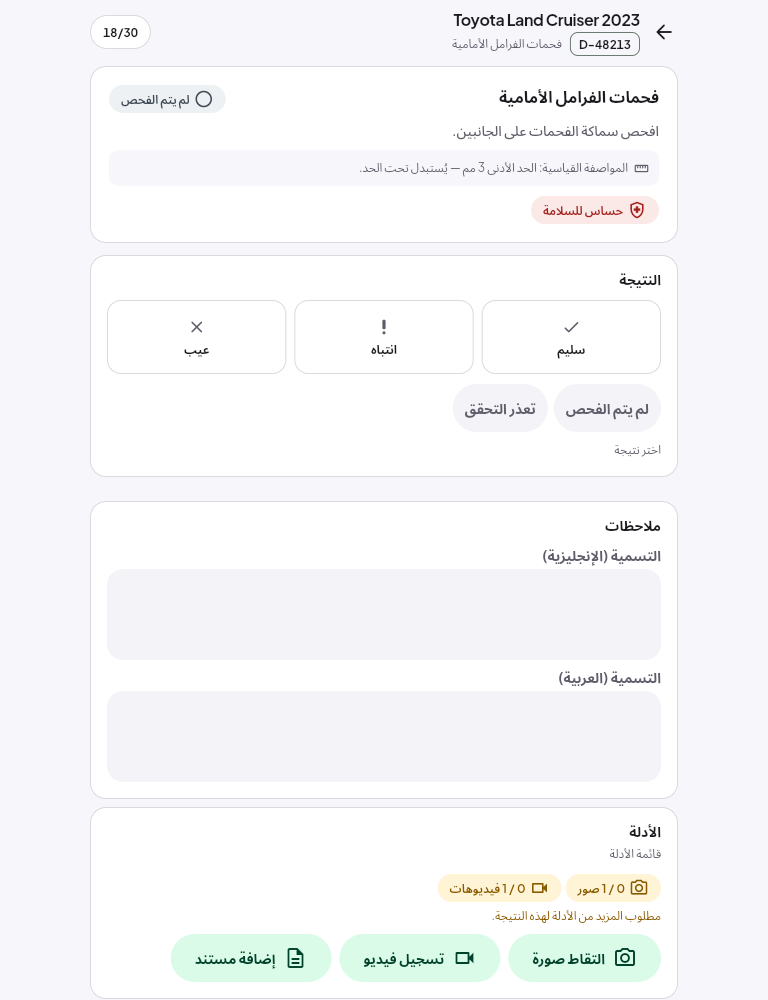 Toyota Land Cruiser 2023
D-48213 فحمات الفرامل الأمامية
18/30
فحمات الفرامل الأمامية
لم يتم الفحص
افحص سماكة الفحمات على الجانبين.
المواصفة القياسية: الحد الأدنى 3 مم — يُستبدل تحت الحد.
حساس للسلامة
النتيجة
سليم
انتباه
عيب
لم يتم الفحص
تعذر التحقق
اختر نتيجة
ملاحظات
التسمية (الإنجليزية)
التسمية (العربية)
الأدلة
قائمة الأدلة
0 / 1 صور
0 / 1 فيديوهات
مطلوب المزيد من الأدلة لهذه النتيجة.
التقاط صورة
تسجيل فيديو
إضافة مستند